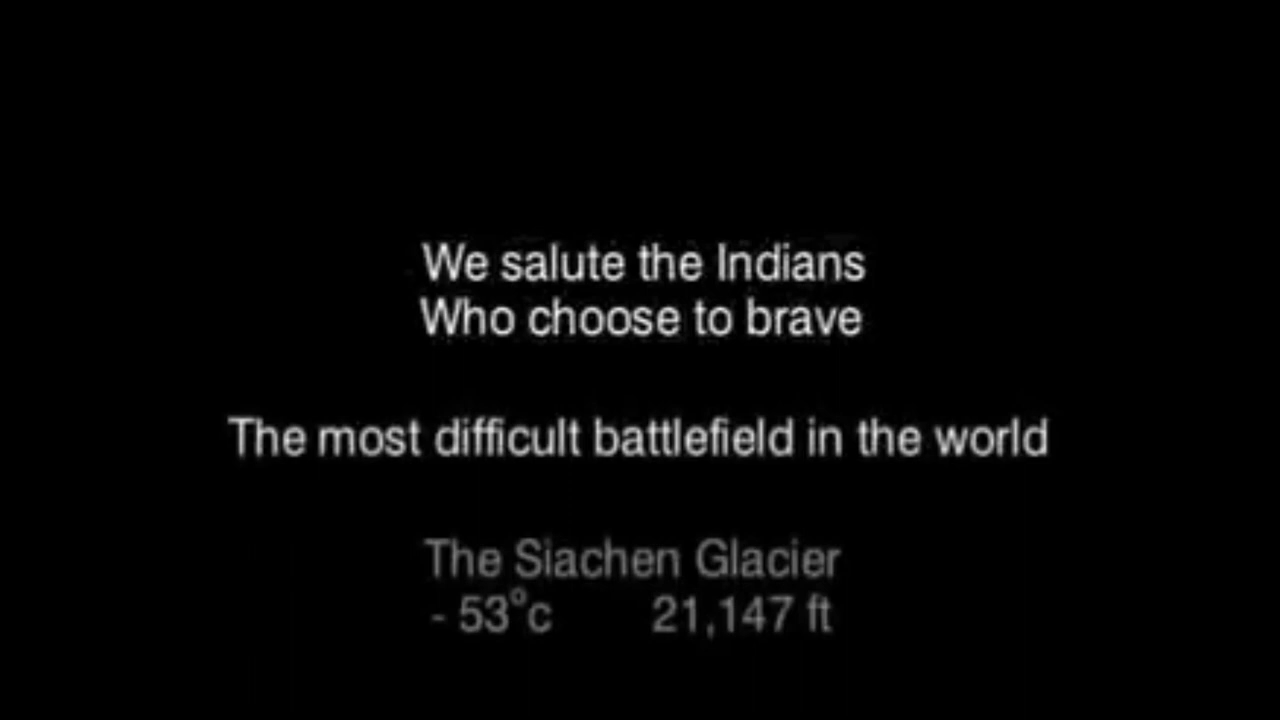 We salute the Indians
Who choose to brave
The most difficult battlefield in the world
The Siachen Glacier
- 53°c 21,147 ft